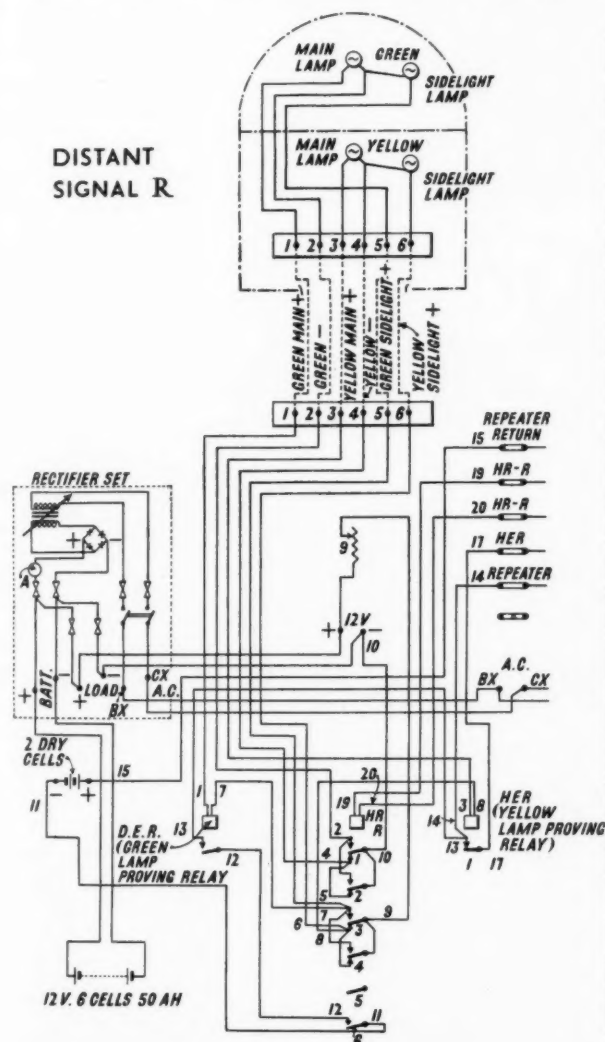 MAIN LAMP GREEN
SIDELIGHT LAMP
DISTANT SIGNAL R
MAIN LAMP YELLOW
SIDELIGHT LAMP
1 2 3 4 5 6
GREEN MAIN +
GREEN -
YELLOW MAIN +
YELLOW -
GREEN SIDELIGHT +
YELLOW SIDELIGHT +
1 2 3 4 5 6
REPEATER RETURN
15
19 HR-R
20 HR-R
17 HER
14 REPEATER
RECTIFIER SET
+ -
A
9
+ 12V -
10
BATT.
+ -
LOAD
- +
CX
A.C.
BX
A.C.
BX CX
2 DRY CELLS
- +
11 15
1 7
13
12
D.E.R.
(GREEN LAMP PROVING RELAY
20
19
HR R
2
4 1 10
5 2
7 9
6 3
8 4
5
12 11
6
3 8
14
13
1 17
HER (YELLOW LAMP PROVING RELAY)
12V. 6 CELLS 50 AH